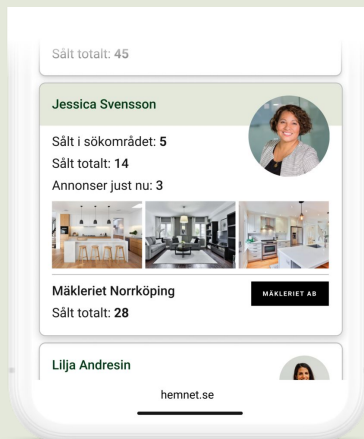 Sålt totalt: 45
Jessica Svensson
Sålt i sökområdet: 5
Sålt totalt: 14
Annonser just nu: 3
Mäkleriet Norrköping
MÄKLERIET AB
Sålt totalt: 28
Lilja Andresin
hemnet.se